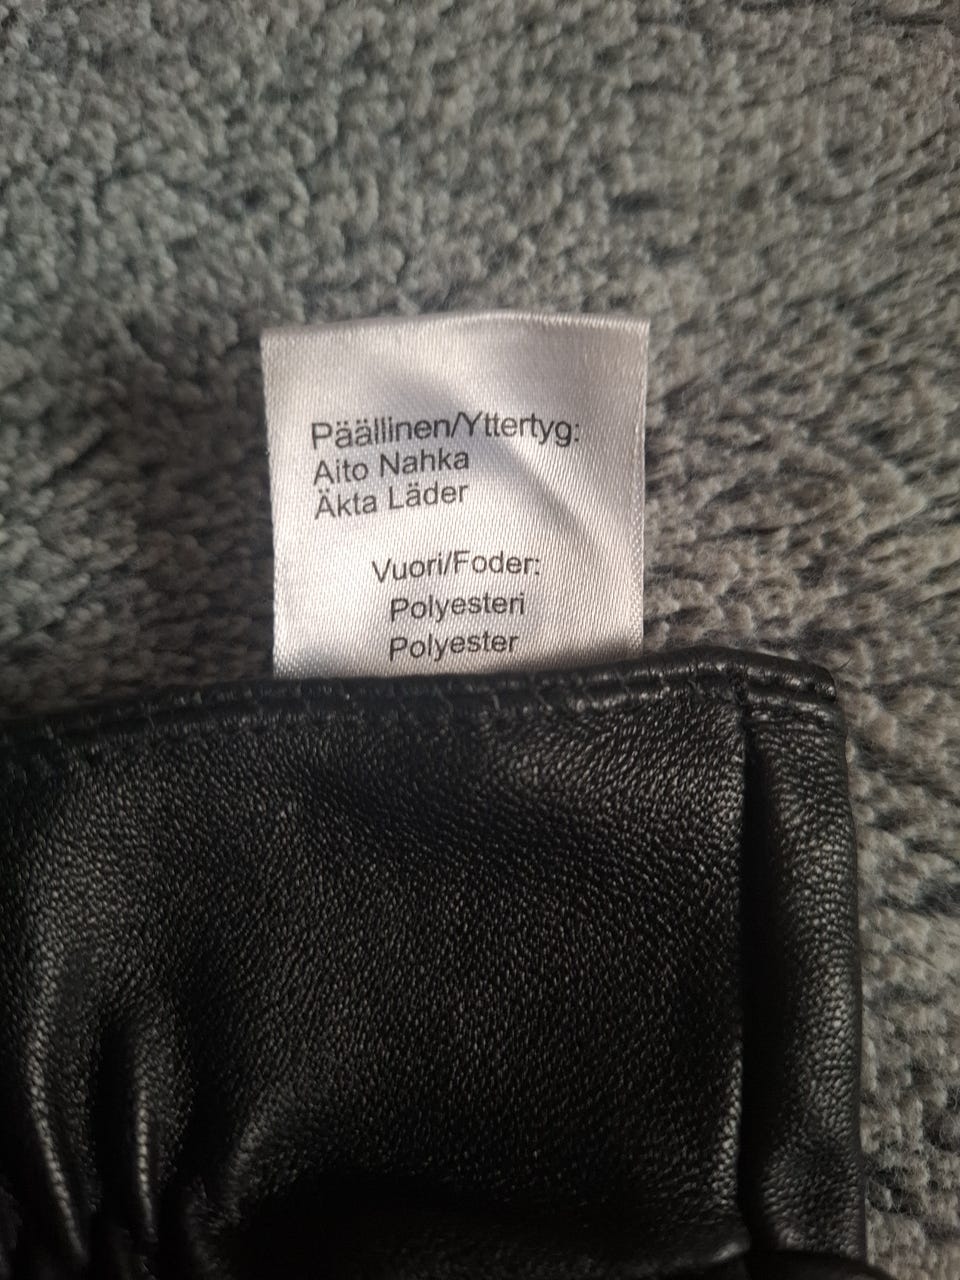 Päällinen/Yttertyg:
Aito Nahka
Äkta Läder
Vuori/Foder:
Polyesteri
Polyester